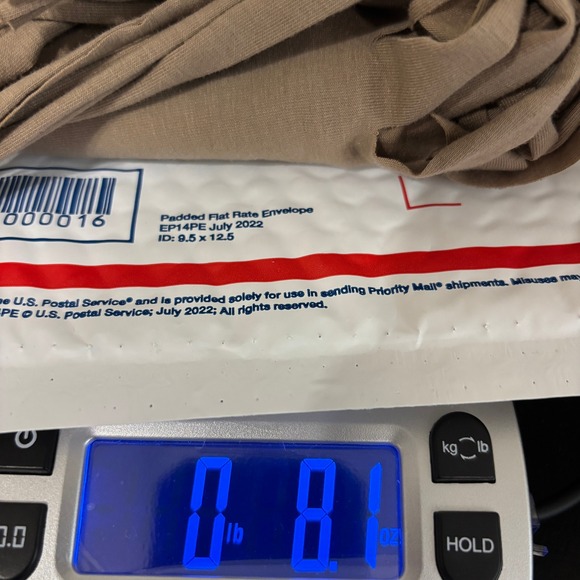 000016
Padded Flat Rate Envelope
EP14PE July 2022
ID: 9.5 x 12.5
U.S. Postal Service® and is provided solely for use in sending Priority Mail® shipments. Misuses
PE © U.S. Postal Service; July 2022; All rights reserved.
kg lb
0 lb 8.1 oz
0.0
HOLD